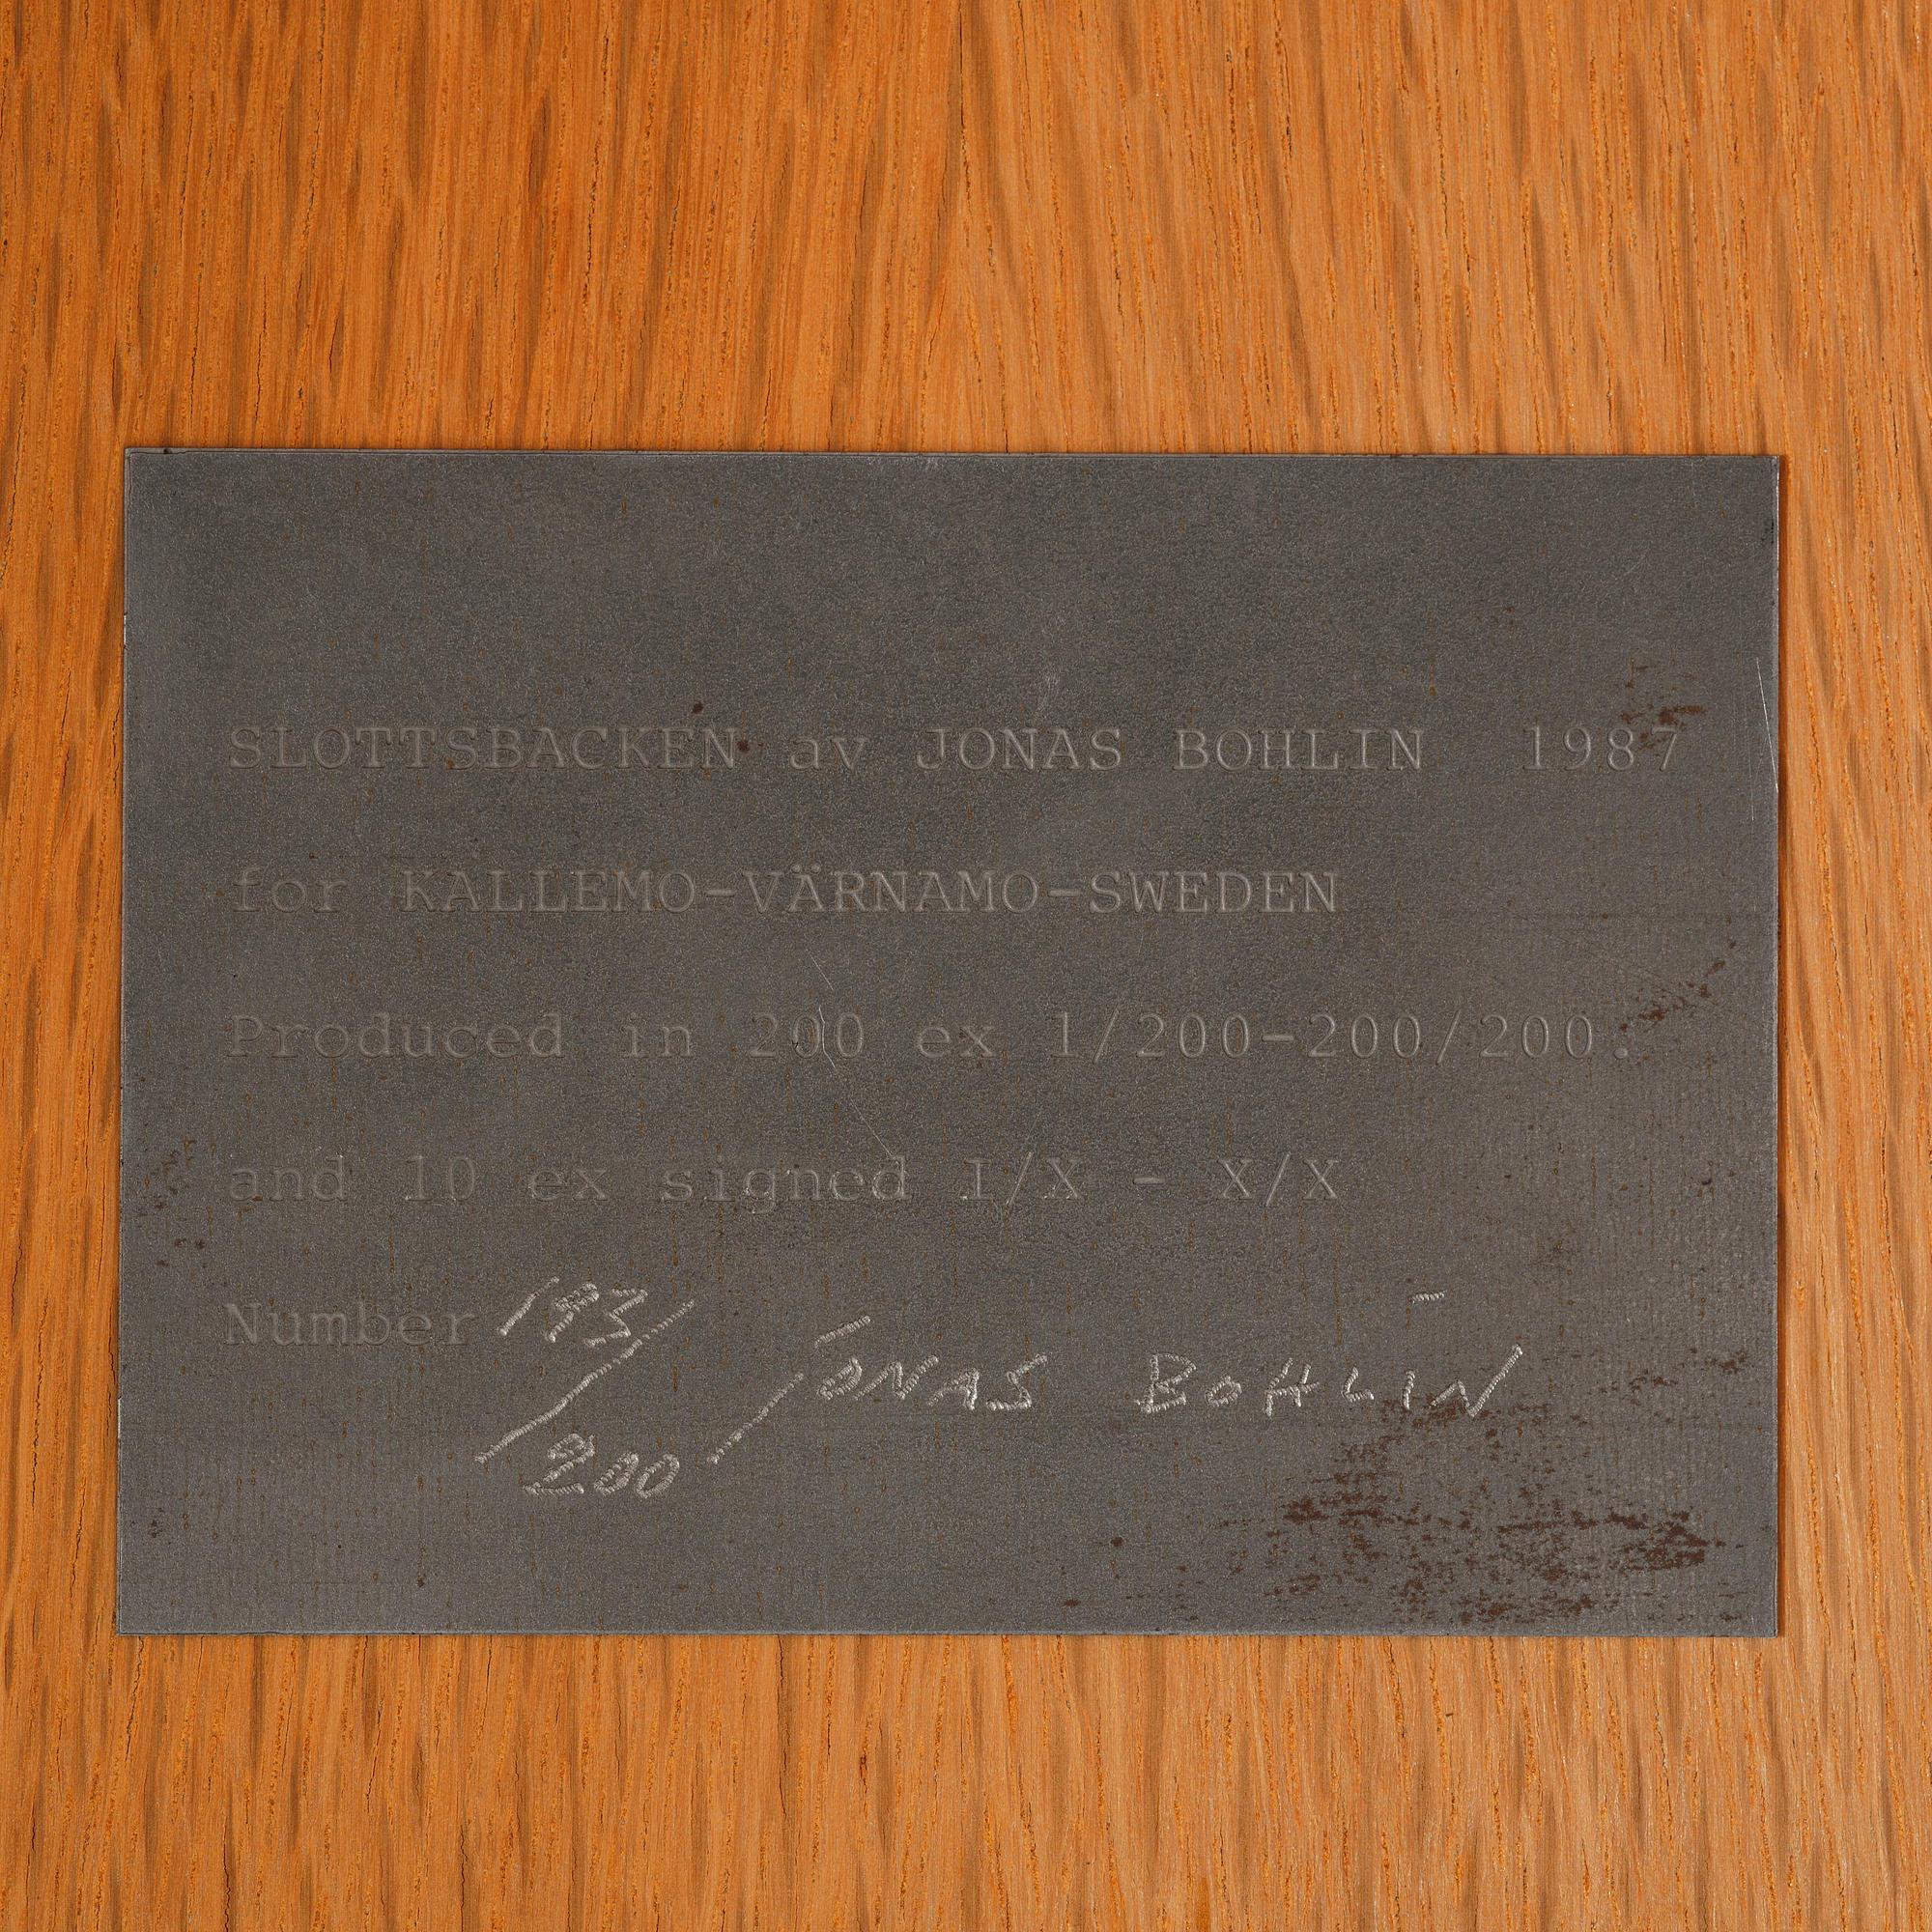 SLOTTSBACKEN av JONAS BOHLIN 1987
for KÄLLEMO-VÄRNAMO-SWEDEN
Produced in 200 ex 1/200-200/200.
and 10 ex signed I/X - X/X
Number 193/200 JONAS BOHLIN